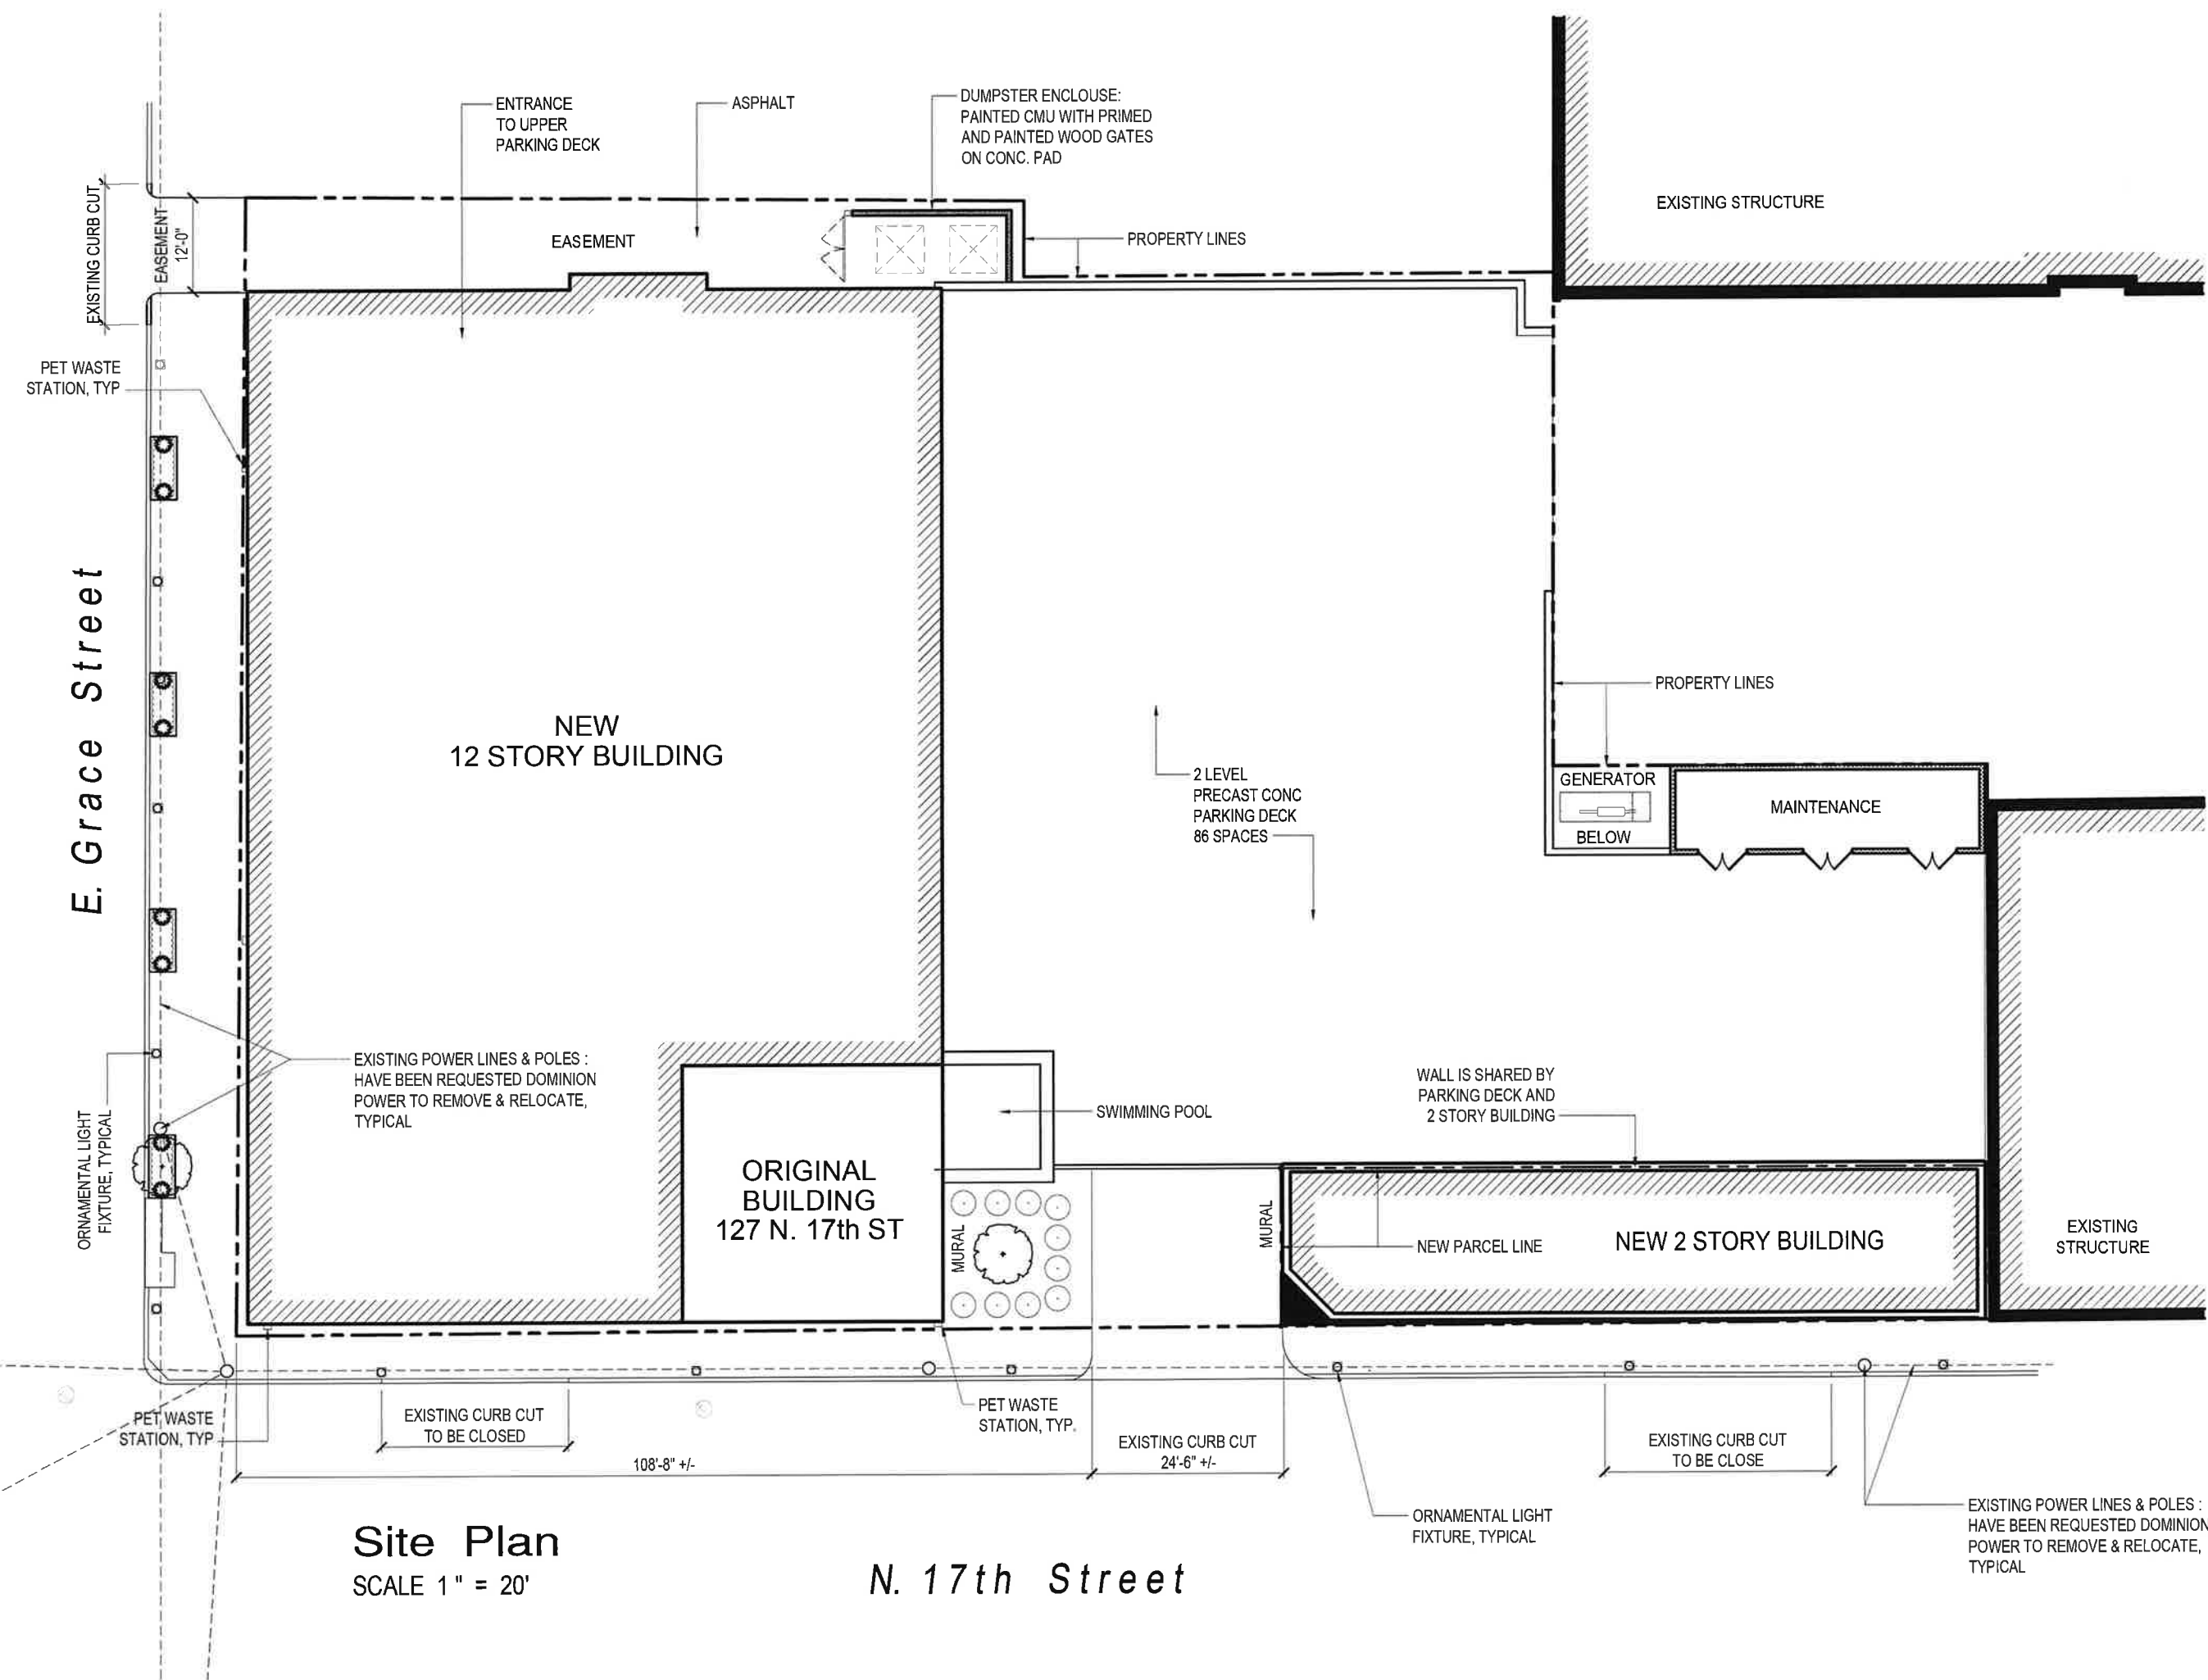 ENTRANCE
TO UPPER
PARKING DECK
ASPHALT
DUMPSTER ENCLOUSE:
PAINTED CMU WITH PRIMED
AND PAINTED WOOD GATES
ON CONC. PAD
EXISTING STRUCTURE
EXISTING CURB CUT
EASEMENT
12'-0"
EASEMENT
PROPERTY LINES
PET WASTE
STATION, TYP
E. Grace Street
NEW
12 STORY BUILDING
PROPERTY LINES
2 LEVEL
PRECAST CONC
PARKING DECK
86 SPACES
GENERATOR
BELOW
MAINTENANCE
EXISTING POWER LINES & POLES :
HAVE BEEN REQUESTED DOMINION
POWER TO REMOVE & RELOCATE,
TYPICAL
ORNAMENTAL LIGHT
FIXTURE, TYPICAL
SWIMMING POOL
WALL IS SHARED BY
PARKING DECK AND
2 STORY BUILDING
ORIGINAL
BUILDING
127 N. 17th ST
MURAL
MURAL
NEW PARCEL LINE
NEW 2 STORY BUILDING
EXISTING
STRUCTURE
PET WASTE
STATION, TYP
EXISTING CURB CUT
TO BE CLOSED
PET WASTE
STATION, TYP.
108'-8" +/-
EXISTING CURB CUT
24'-6" +/-
EXISTING CURB CUT
TO BE CLOSE
ORNAMENTAL LIGHT
FIXTURE, TYPICAL
EXISTING POWER LINES & POLES :
HAVE BEEN REQUESTED DOMINION
POWER TO REMOVE & RELOCATE,
TYPICAL
Site Plan
SCALE 1" = 20'
N. 17th Street